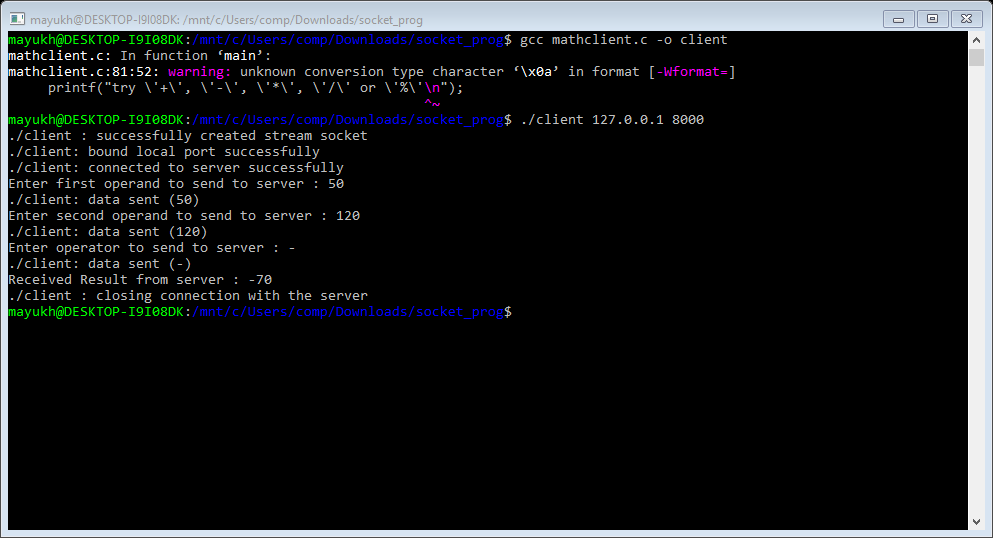 mayukh@DESKTOP-I9I08DK: /mnt/c/Users/comp/Downloads/socket_prog
mayukh@DESKTOP-I9I08DK:/mnt/c/Users/comp/Downloads/socket_prog$ gcc mathclient.c -o client
mathclient.c: In function ‘main’:
mathclient.c:81:52: warning: unknown conversion type character ‘\x0a’ in format [-Wformat=]
     printf("try \'+\', \'-\', \'*\', \'/\' or \'%\'\n");
                                                    ^~
mayukh@DESKTOP-I9I08DK:/mnt/c/Users/comp/Downloads/socket_prog$ ./client 127.0.0.1 8000
./client : successfully created stream socket
./client: bound local port successfully
./client: connected to server successfully
Enter first operand to send to server : 50
./client: data sent (50)
Enter second operand to send to server : 120
./client: data sent (120)
Enter operator to send to server : -
./client: data sent (-)
Received Result from server : -70
./client : closing connection with the server
mayukh@DESKTOP-I9I08DK:/mnt/c/Users/comp/Downloads/socket_prog$